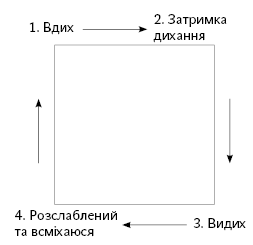 1. Вдих
2. Затримка
дихання
4. Розслаблений
та всміхаюся
3. Видих